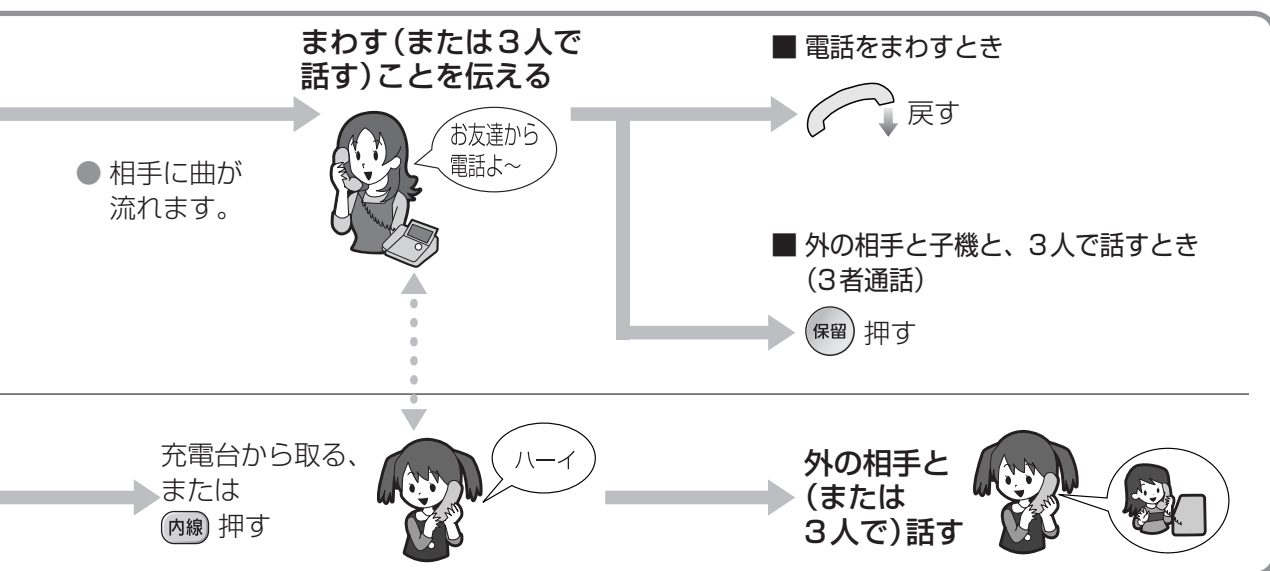 まわす(または3人で
話す)ことを伝える
● 相手に曲が
流れます。
お友達から
電話よ～
■ 電話をまわすとき
戻す
■ 外の相手と子機と、3人で話すとき
(3者通話)
保留 押す
充電台から取る、
または
内線 押す
ハーイ
外の相手と
(または
3人で)話す